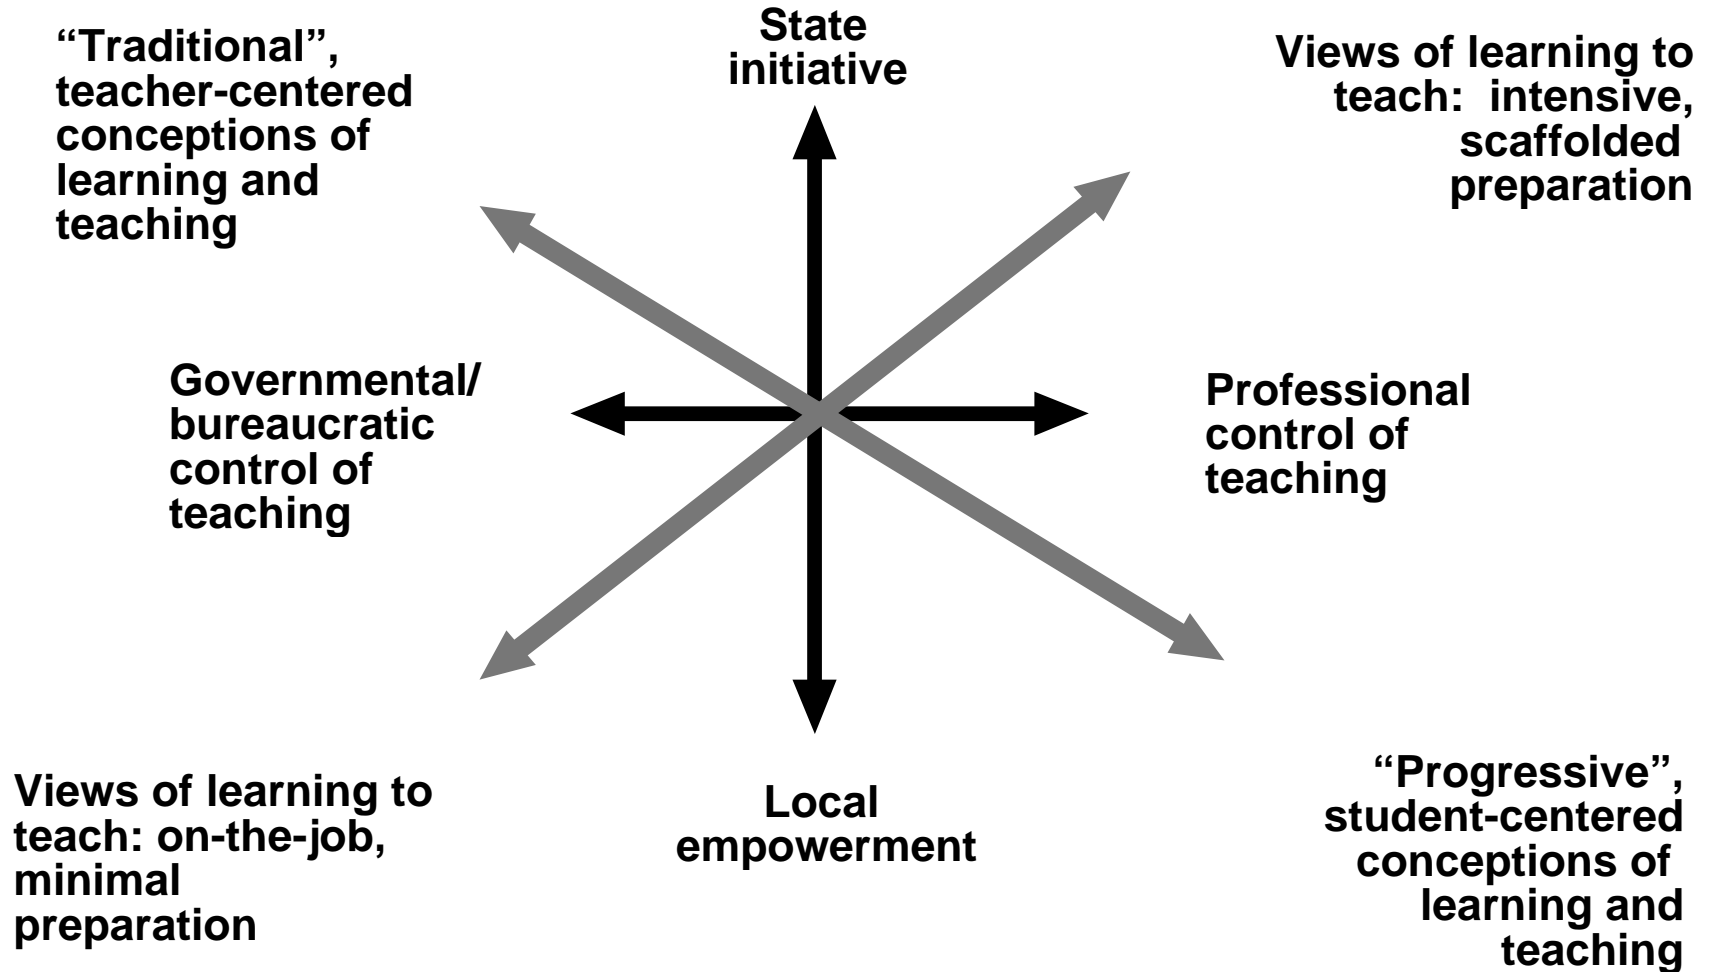 “Traditional”,
teacher-centered
conceptions of
learning and
teaching
State
initiative
Views of learning to
teach:  intensive,
scaffolded
preparation
Governmental/
bureaucratic
control of
teaching
Professional
control of
teaching
Views of learning to
teach: on-the-job,
minimal
preparation
Local
empowerment
“Progressive”,
student-centered
conceptions of
learning and
teaching